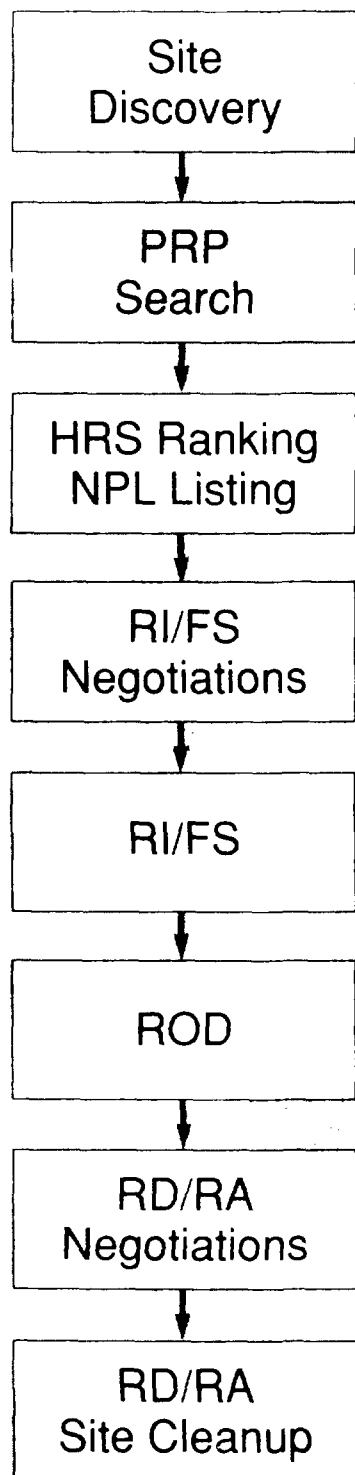 Site
Discovery
PRP
Search
HRS Ranking
NPL Listing
RI/FS
Negotiations
RI/FS
ROD
RD/RA
Negotiations
RD/RA
Site Cleanup